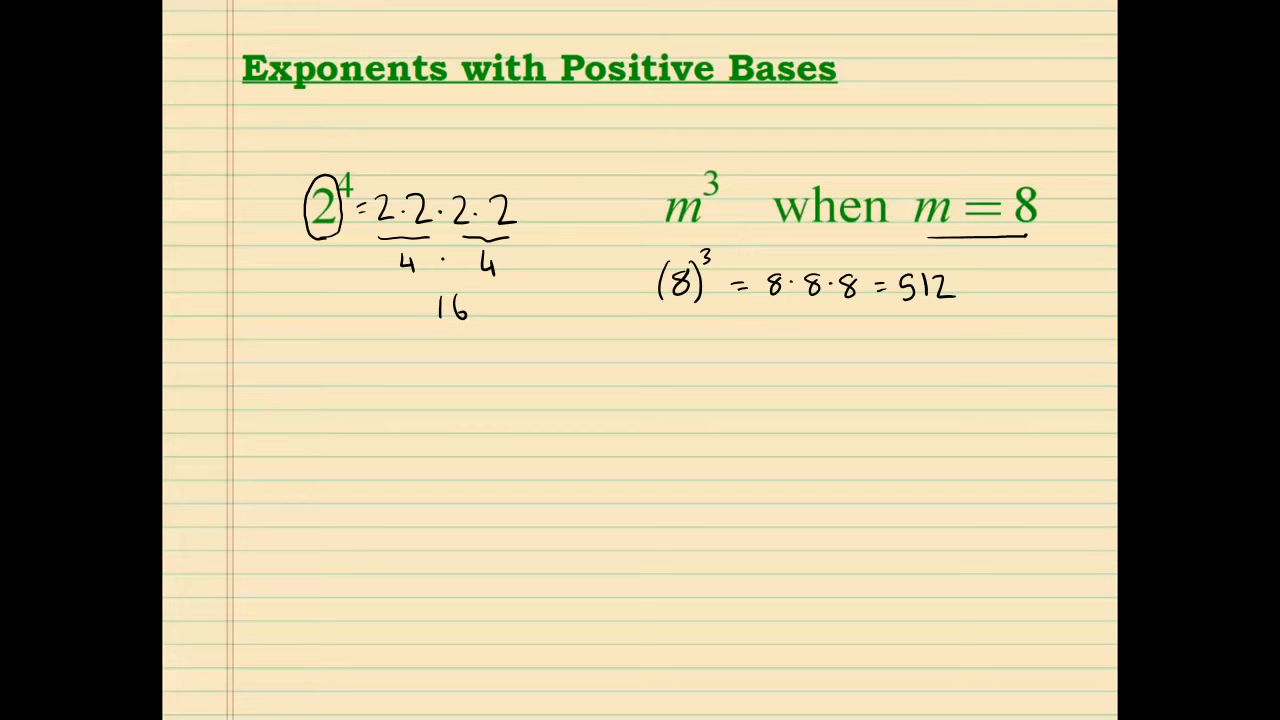 Exponents with Positive Bases
2⁴ = 2 · 2 · 2 · 2
4 · 4
16
m³ when m = 8
(8)³ = 8 · 8 · 8 = 512